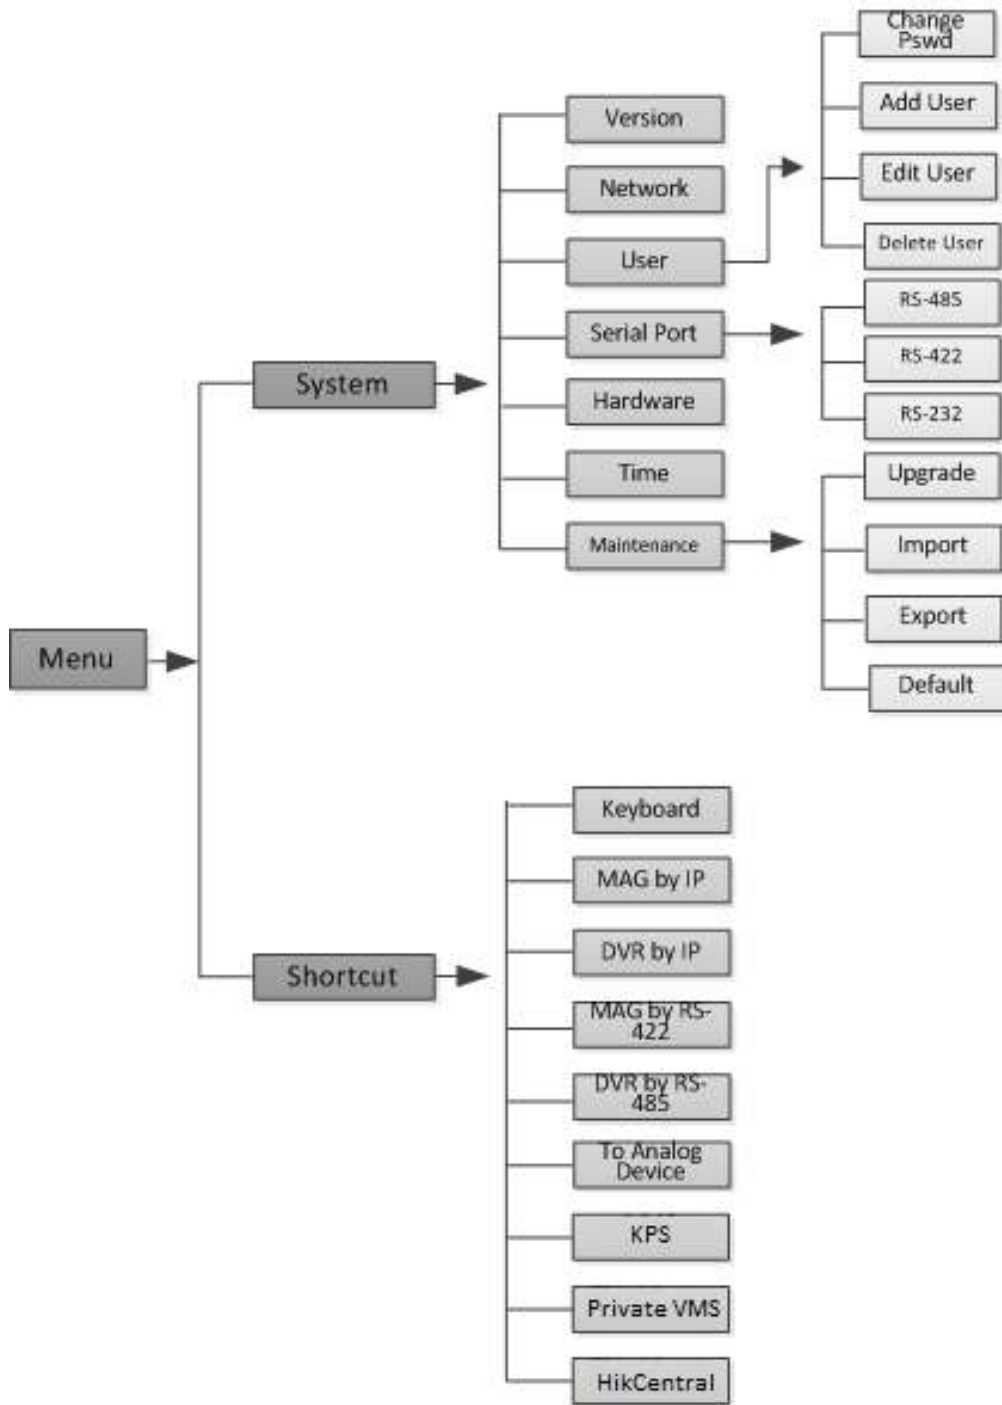 Menu
System
Version
Network
User
Change
Pswd
Add User
Edit User
Delete User
Serial Port
RS-485
RS-422
RS-232
Hardware
Time
Maintenance
Upgrade
Import
Export
Default
Shortcut
Keyboard
MAG by IP
DVR by IP
MAG by RS-
422
DVR by RS-
485
To Analog
Device
KPS
Private VMS
HikCentral